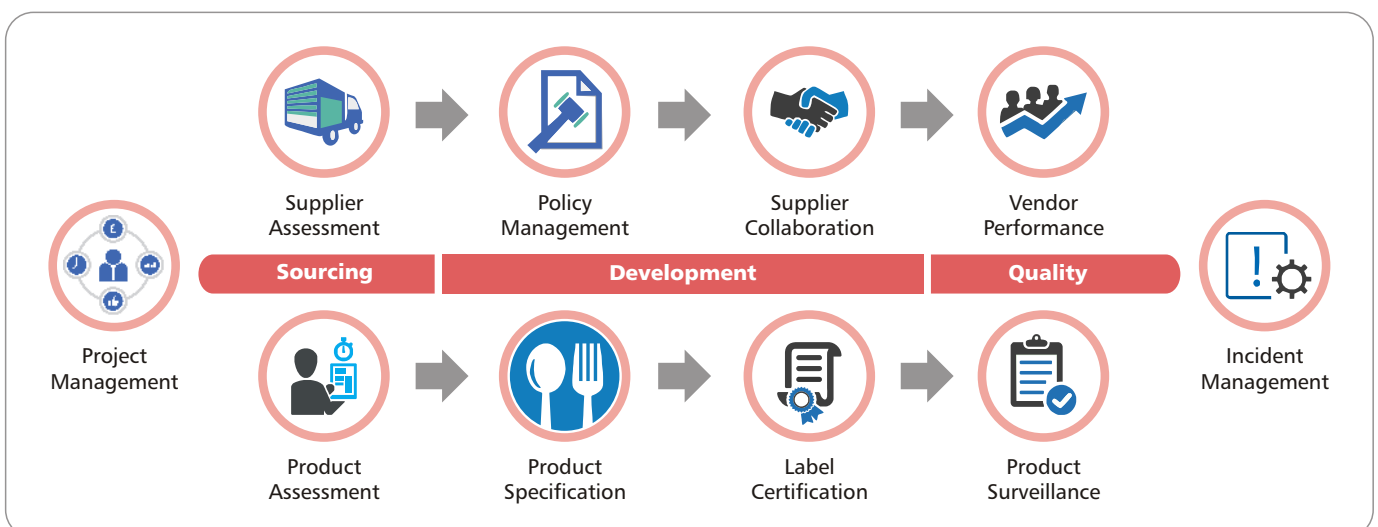 Supplier
Assessment
Policy
Management
Supplier
Collaboration
Vendor
Performance
Sourcing
Development
Quality
£
Project
Management
Incident
Management
Product
Assessment
Product
Specification
Label
Certification
Product
Surveillance